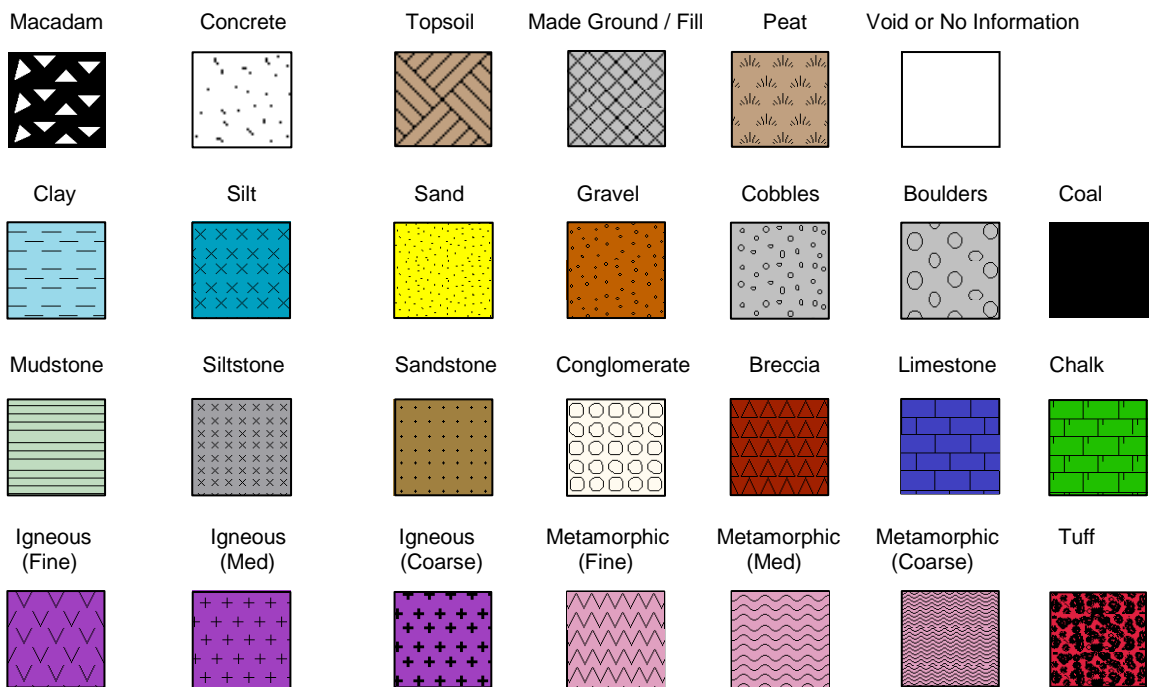 Macadam Concrete Topsoil Made Ground / Fill Peat Void or No Information
Clay Silt Sand Gravel Cobbles Boulders Coal
Mudstone Siltstone Sandstone Conglomerate Breccia Limestone Chalk
Igneous Igneous Igneous Metamorphic Metamorphic Metamorphic Tuff
(Fine) (Med) (Coarse) (Fine) (Med) (Coarse)